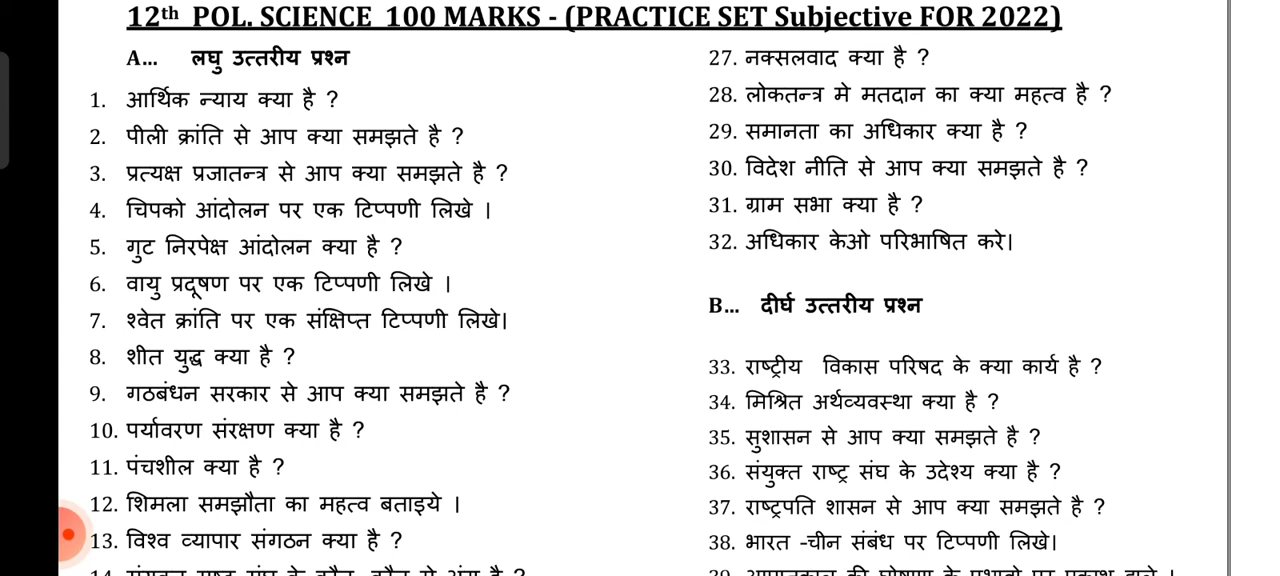 12th POL. SCIENCE 100 MARKS - (PRACTICE SET Subjective FOR 2022)
A... लघु उत्तरीय प्रश्न
1. आर्थिक न्याय क्या है ?
2. पीली क्रांति से आप क्या समझते है ?
3. प्रत्यक्ष प्रजातन्त्र से आप क्या समझते है ?
4. चिपको आंदोलन पर एक टिप्पणी लिखे ।
5. गुट निरपेक्ष आंदोलन क्या है ?
6. वायु प्रदूषण पर एक टिप्पणी लिखे ।
7. श्वेत क्रांति पर एक संक्षिप्त टिप्पणी लिखे।
8. शीत युद्ध क्या है ?
9. गठबंधन सरकार से आप क्या समझते है ?
10. पर्यावरण संरक्षण क्या है ?
11. पंचशील क्या है ?
12. शिमला समझौता का महत्व बताइये ।
13. विश्व व्यापार संगठन क्या है ?
27. नक्सलवाद क्या है ?
28. लोकतन्त्र मे मतदान का क्या महत्व है ?
29. समानता का अधिकार क्या है ?
30. विदेश नीति से आप क्या समझते है ?
31. ग्राम सभा क्या है ?
32. अधिकार केओ परिभाषित करे।
B... दीर्घ उत्तरीय प्रश्न
33. राष्ट्रीय विकास परिषद के क्या कार्य है ?
34. मिश्रित अर्थव्यवस्था क्या है ?
35. सुशासन से आप क्या समझते है ?
36. संयुक्त राष्ट्र संघ के उदेश्य क्या है ?
37. राष्ट्रपति शासन से आप क्या समझते है ?
38. भारत -चीन संबंध पर टिप्पणी लिखे।